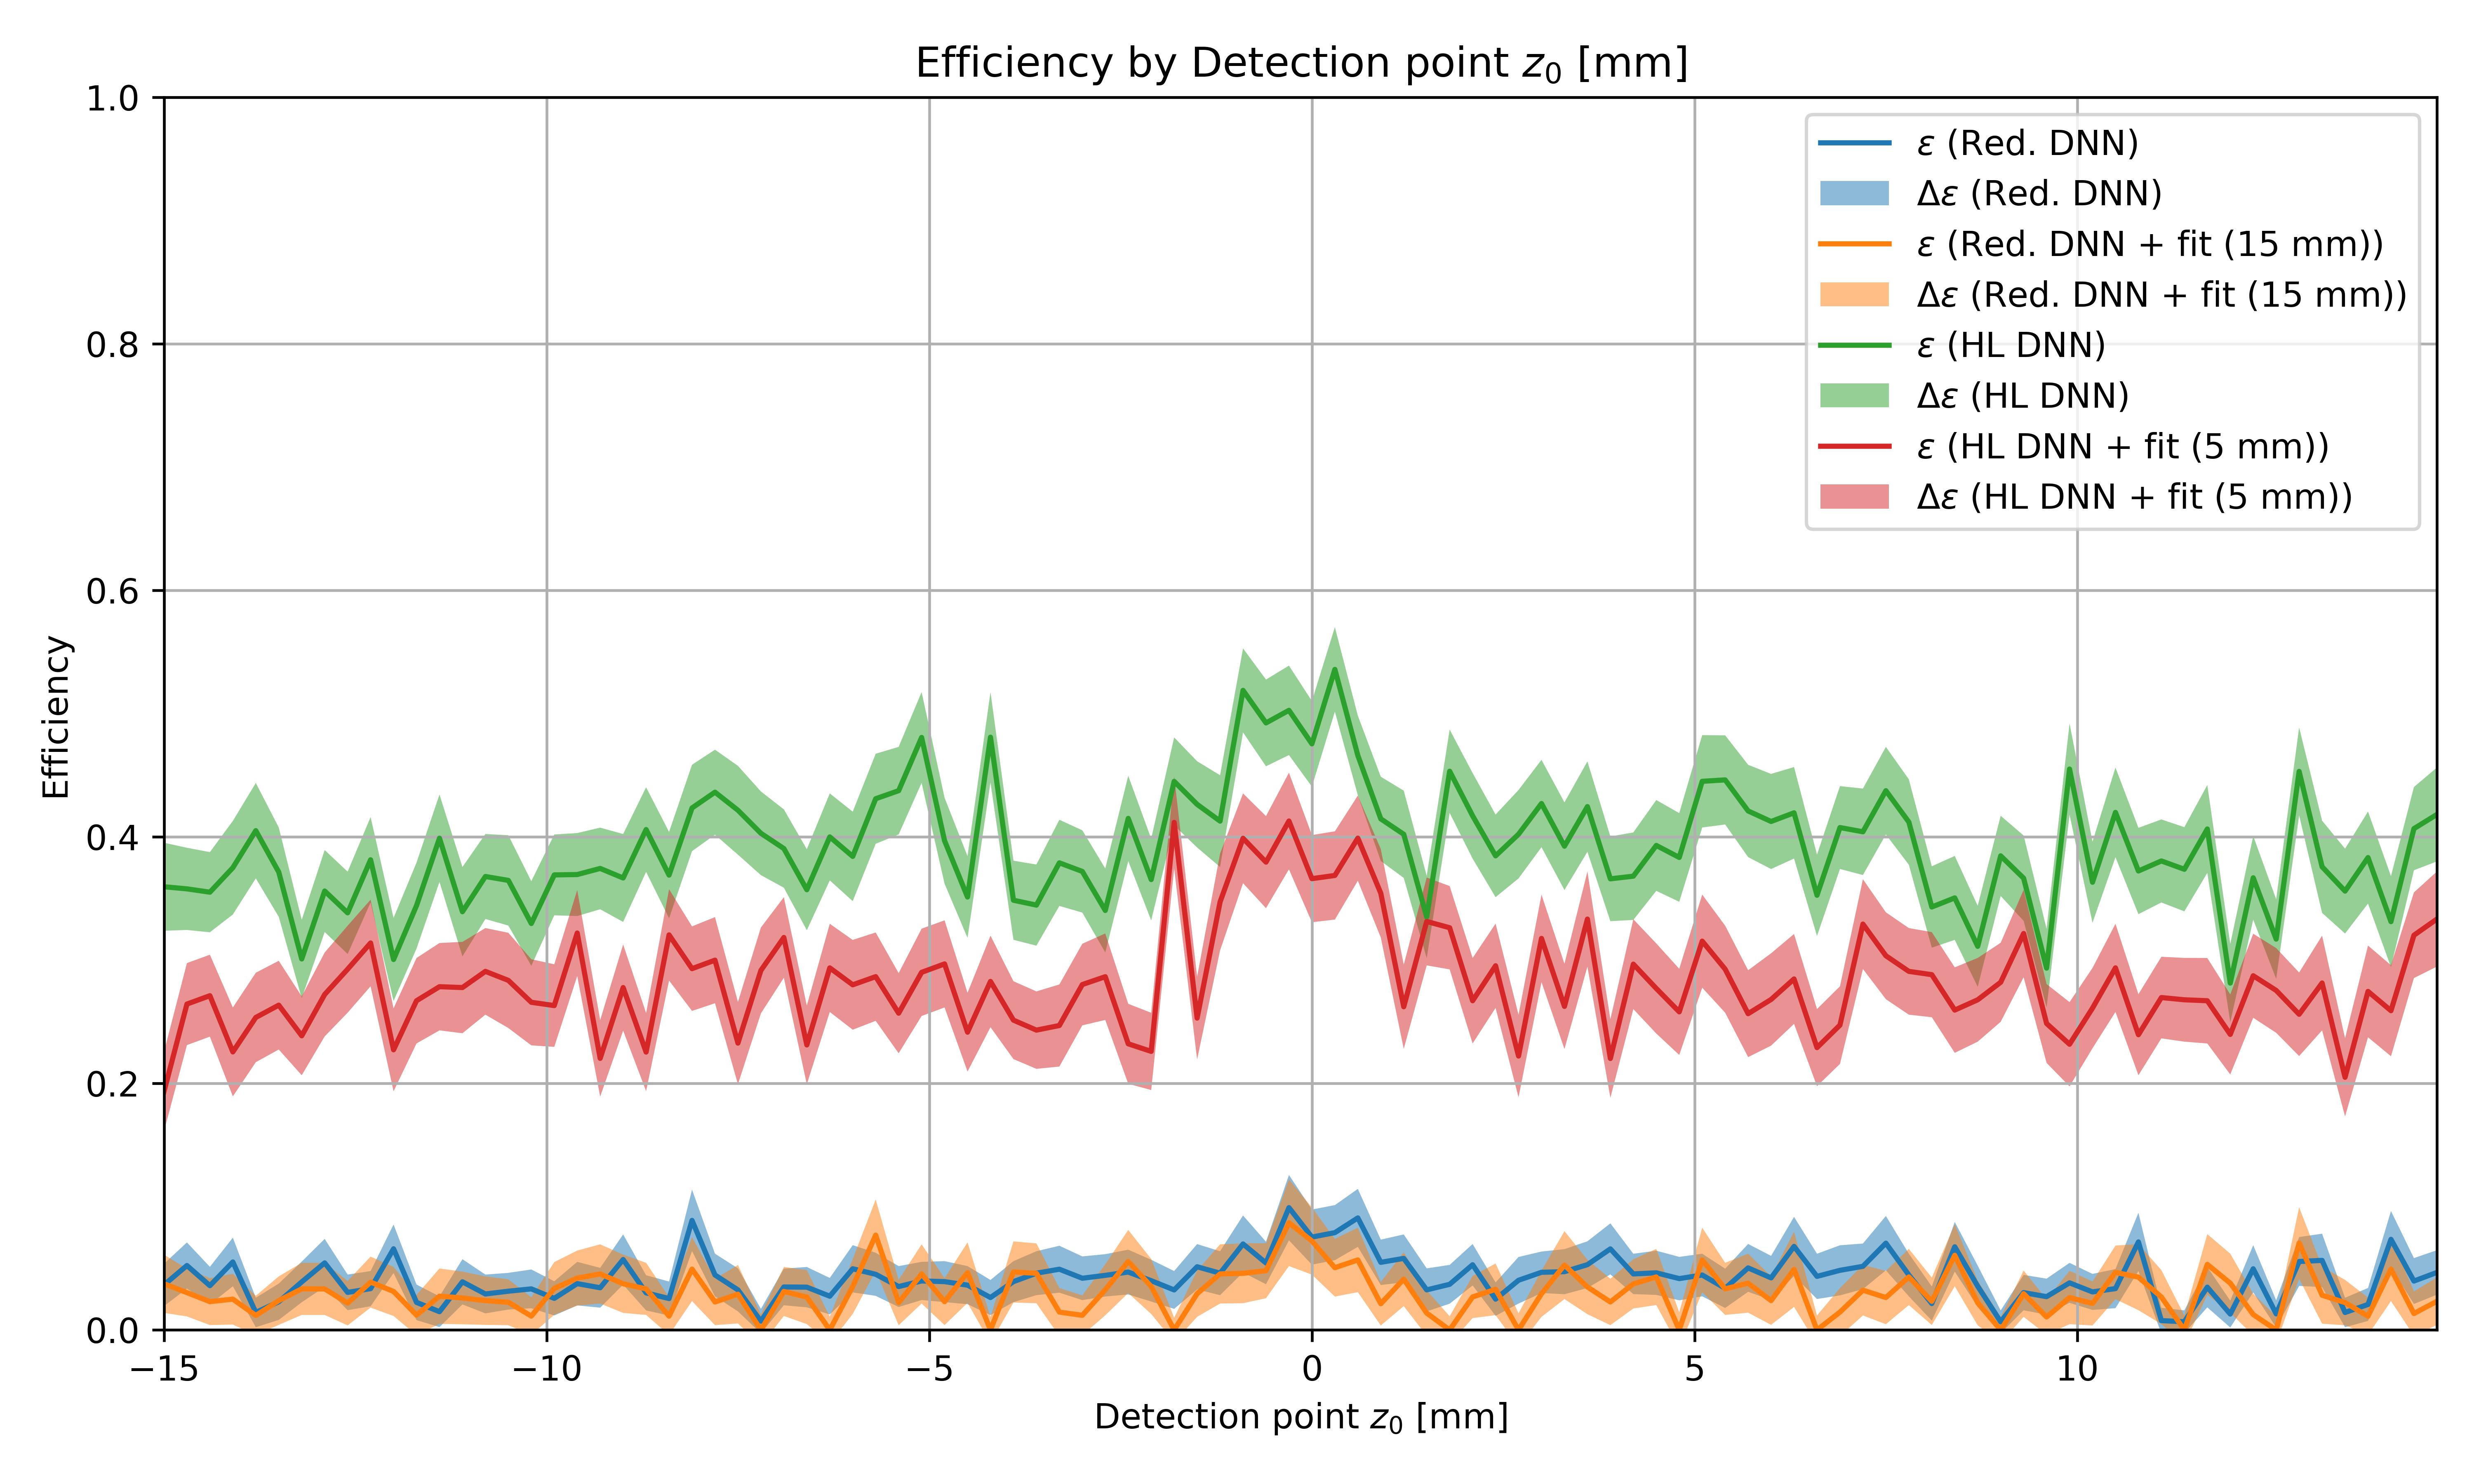 Efficiency by Detection point z₀ [mm]
1.0
0.8
0.6
0.4
0.2
0.0
Efficiency
ε (Red. DNN)
Δε (Red. DNN)
ε (Red. DNN + fit (15 mm))
Δε (Red. DNN + fit (15 mm))
ε (HL DNN)
Δε (HL DNN)
ε (HL DNN + fit (5 mm))
Δε (HL DNN + fit (5 mm))
−15 −10 −5 0 5 10
Detection point z₀ [mm]